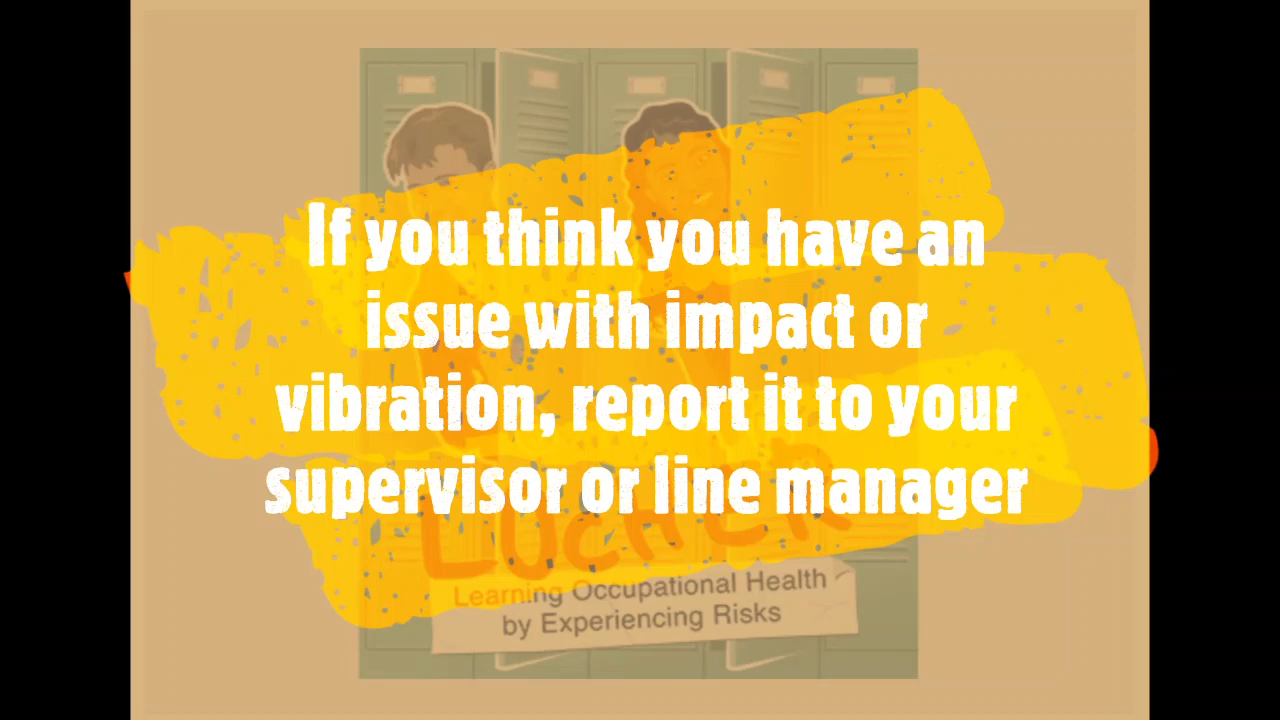 If you think you have an
issue with impact or
vibration, report it to your
supervisor or line manager
LOCHER
Learning Occupational Health
by Experiencing Risks